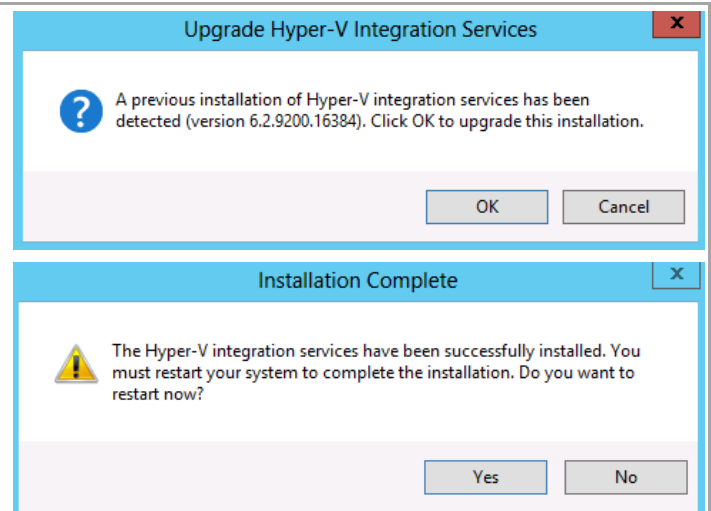 Upgrade Hyper-V Integration Services
x
A previous installation of Hyper-V integration services has been
detected (version 6.2.9200.16384). Click OK to upgrade this installation.
OK Cancel
Installation Complete
x
The Hyper-V integration services have been successfully installed. You
must restart your system to complete the installation. Do you want to
restart now?
Yes No